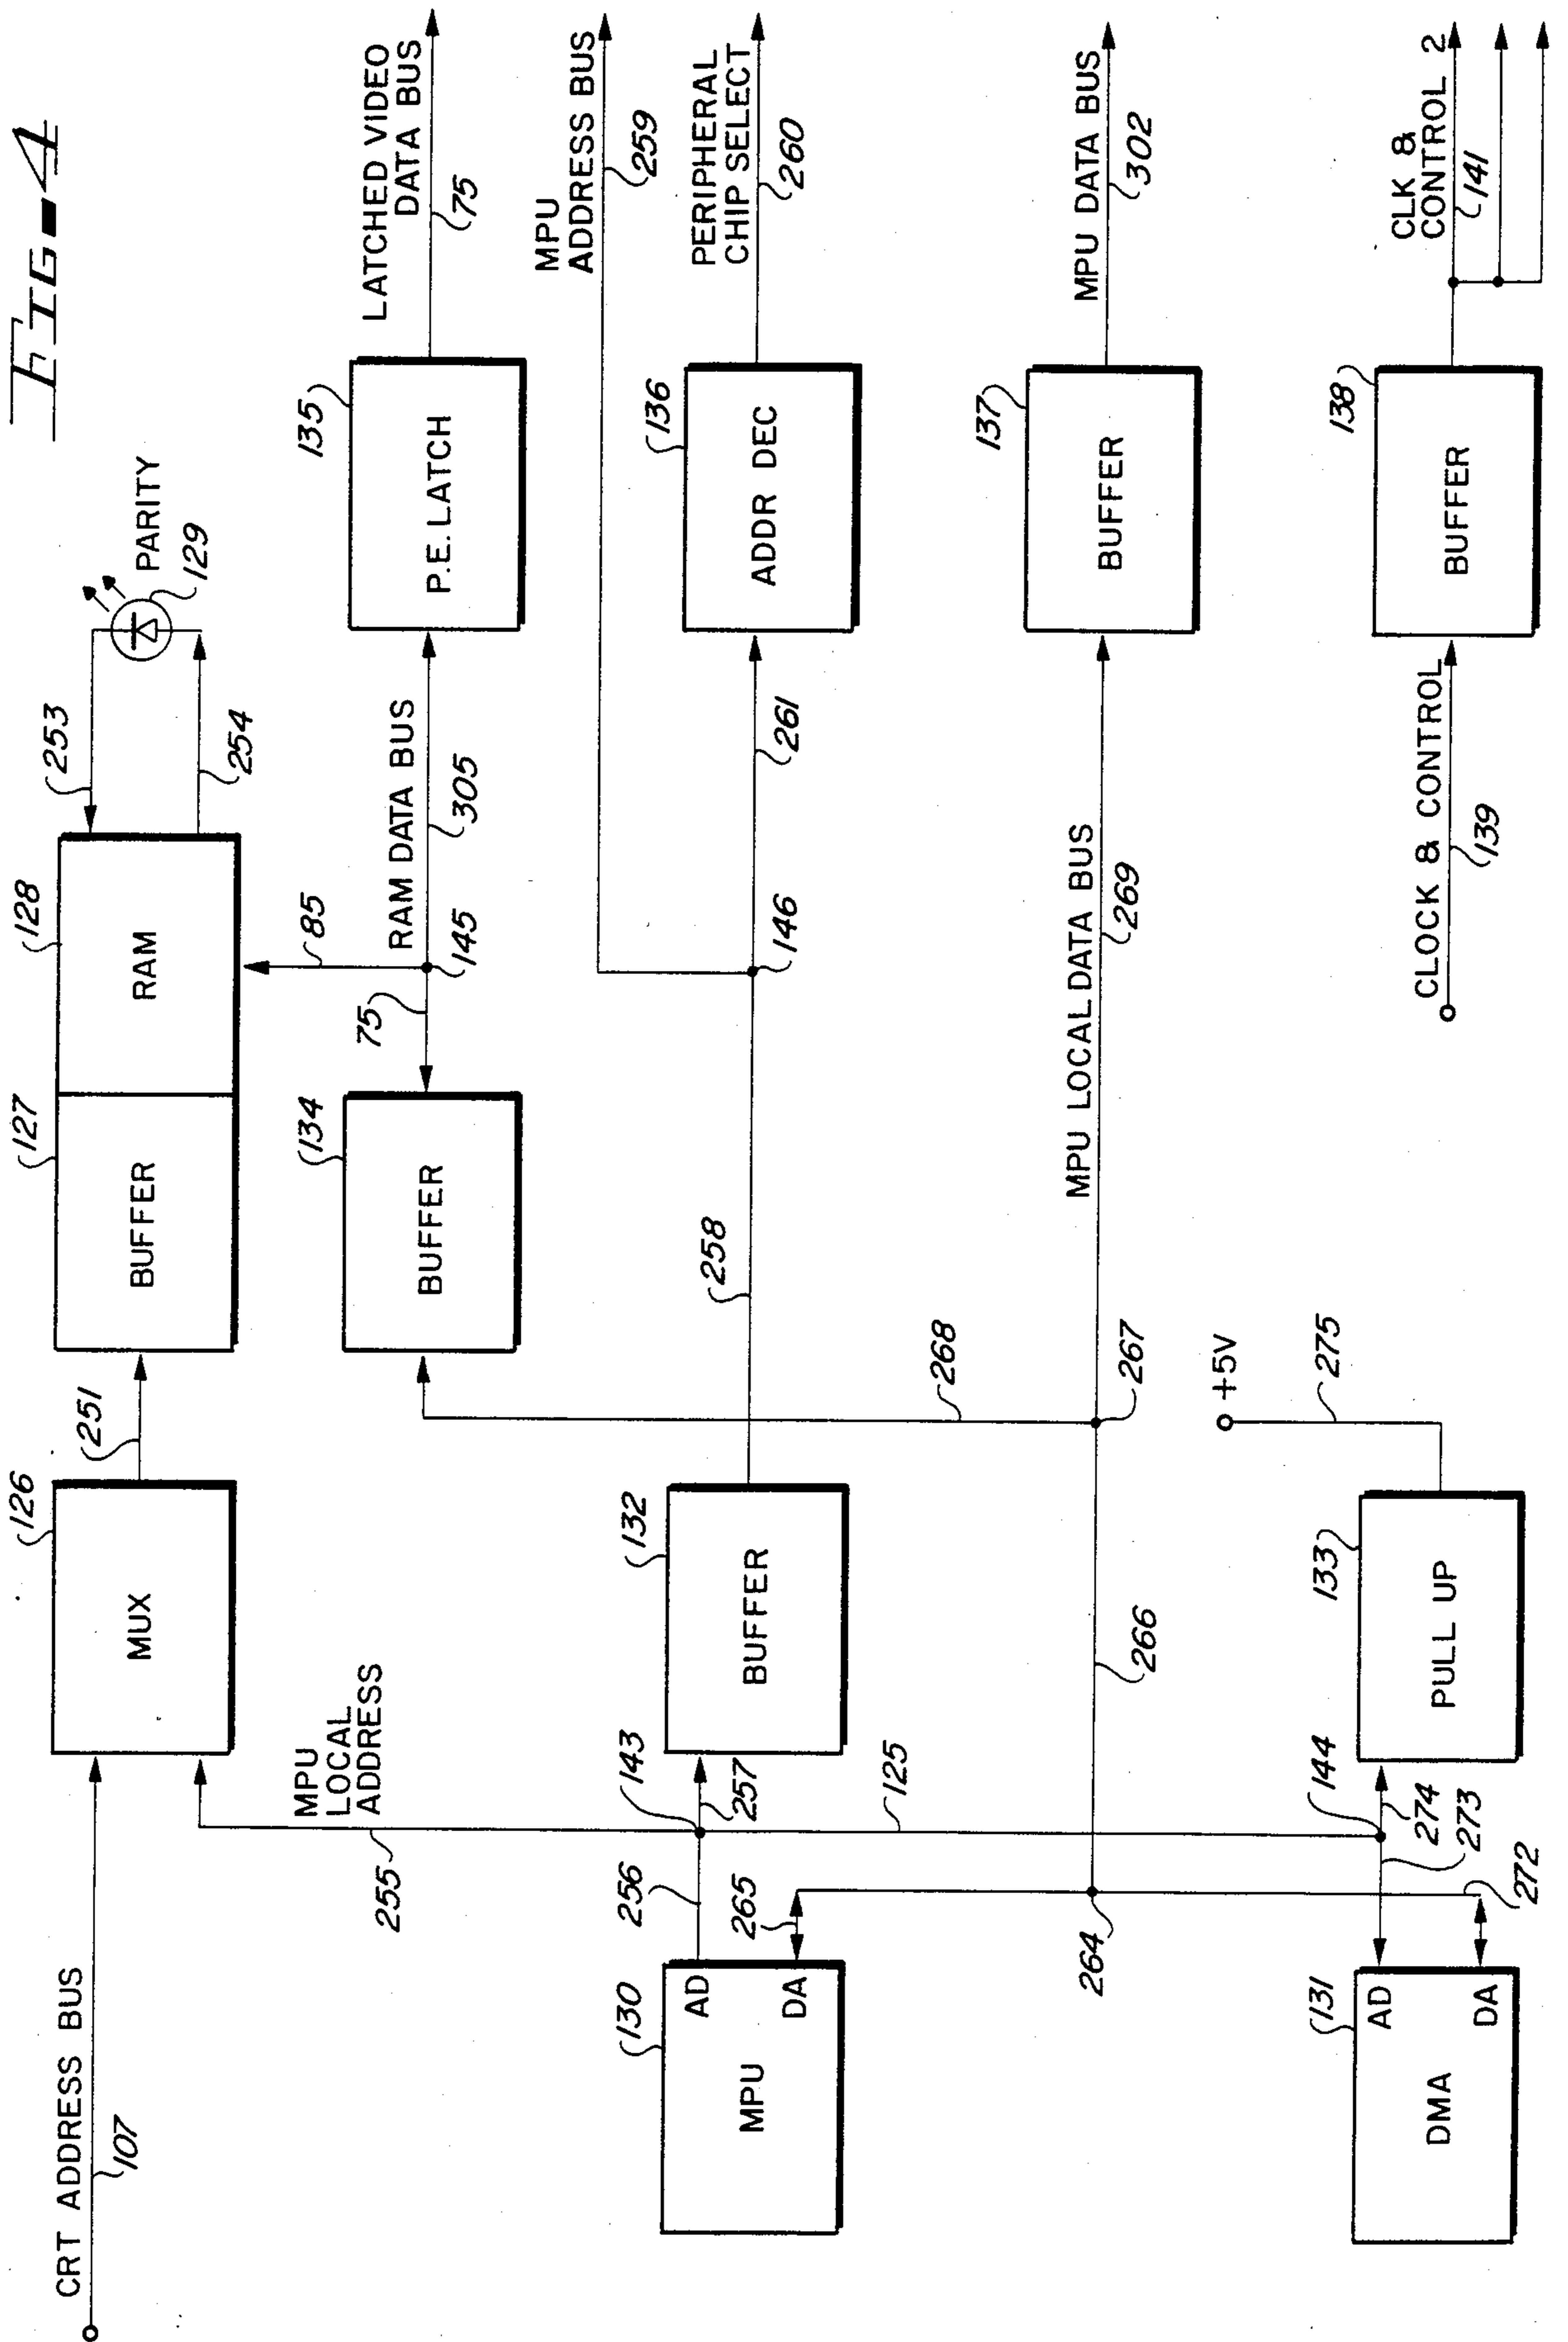 Fig-4
CRT ADDRESS BUS
107
126
MUX
251
127
BUFFER
128
RAM
253
254
PARITY
129
MPU
LOCAL
ADDRESS
255
134
BUFFER
75
85
RAM DATA BUS
145
305
135
P.E. LATCH
LATCHED VIDEO
DATA BUS
75
MPU
ADDRESS BUS
259
130
MPU
AD
DA
256
265
143
257
125
132
BUFFER
258
146
261
136
ADDR DEC
PERIPHERAL
CHIP SELECT
260
264
266
268
267
MPU LOCAL DATA BUS
269
137
BUFFER
MPU DATA BUS
302
131
DMA
AD
DA
272
273
274
144
133
PULL UP
+5V
275
CLOCK & CONTROL
139
138
BUFFER
CLK &
CONTROL 2
141